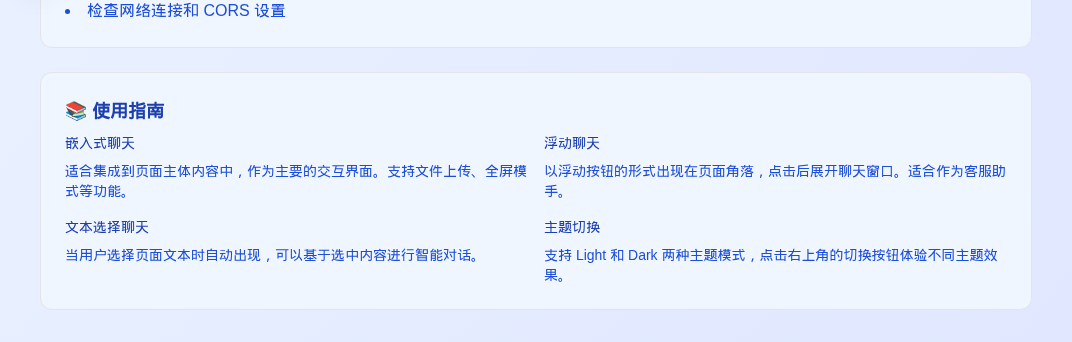 检查网络连接和 CORS 设置
📚 使用指南
嵌入式聊天
适合集成到页面主体内容中，作为主要的交互界面。支持文件上传、全屏模
式等功能。
浮动聊天
以浮动按钮的形式出现在页面角落，点击后展开聊天窗口。适合作为客服助
手。
文本选择聊天
当用户选择页面文本时自动出现，可以基于选中内容进行智能对话。
主题切换
支持 Light 和 Dark 两种主题模式，点击右上角的切换按钮体验不同主题效
果。